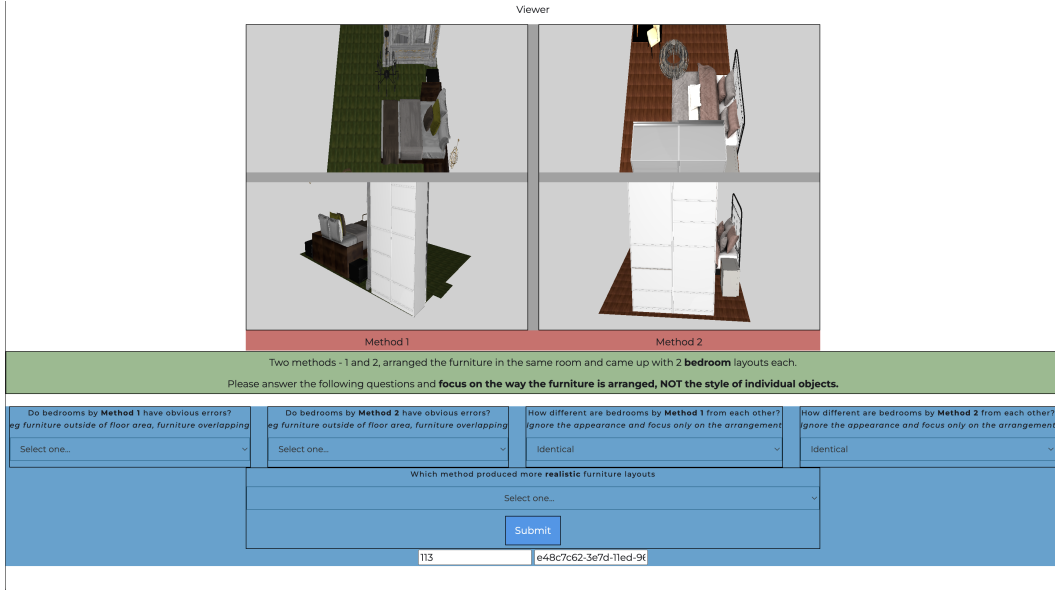 Viewer
Method 1
Method 2
Two methods - 1 and 2, arranged the furniture in the same room and came up with 2 bedroom layouts each.
Please answer the following questions and focus on the way the furniture is arranged, NOT the style of individual objects.
Do bedrooms by Method 1 have obvious errors?
eg furniture outside of floor area, furniture overlapping
Select one...
Do bedrooms by Method 2 have obvious errors?
eg furniture outside of floor area, furniture overlapping
Select one...
How different are bedrooms by Method 1 from each other?
Ignore the appearance and focus only on the arrangement
Identical
How different are bedrooms by Method 2 from each other?
Ignore the appearance and focus only on the arrangement
Identical
Which method produced more realistic furniture layouts
Select one...
Submit
113
e48c7c62-3e7d-11ed-96